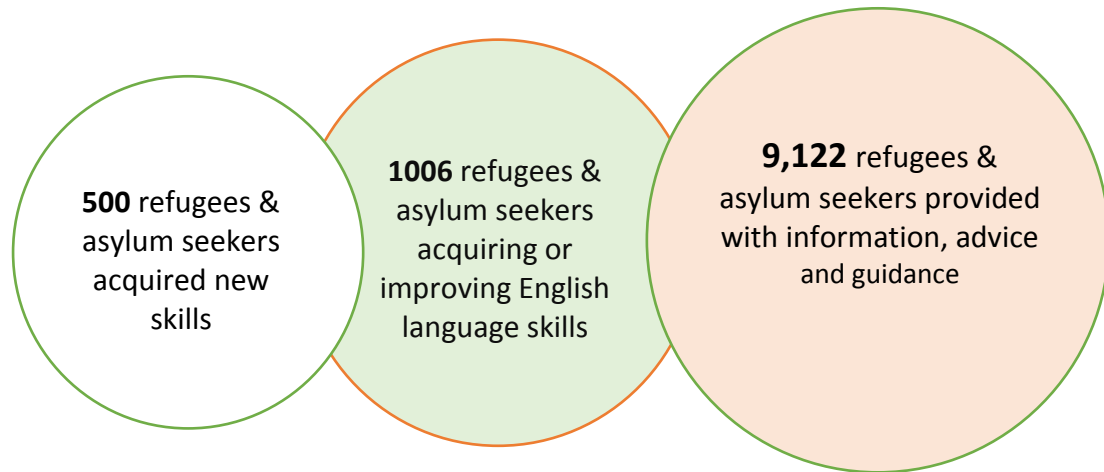 500 refugees &
asylum seekers
acquired new
skills
1006 refugees &
asylum seekers
acquiring or
improving English
language skills
9,122 refugees &
asylum seekers provided
with information, advice
and guidance